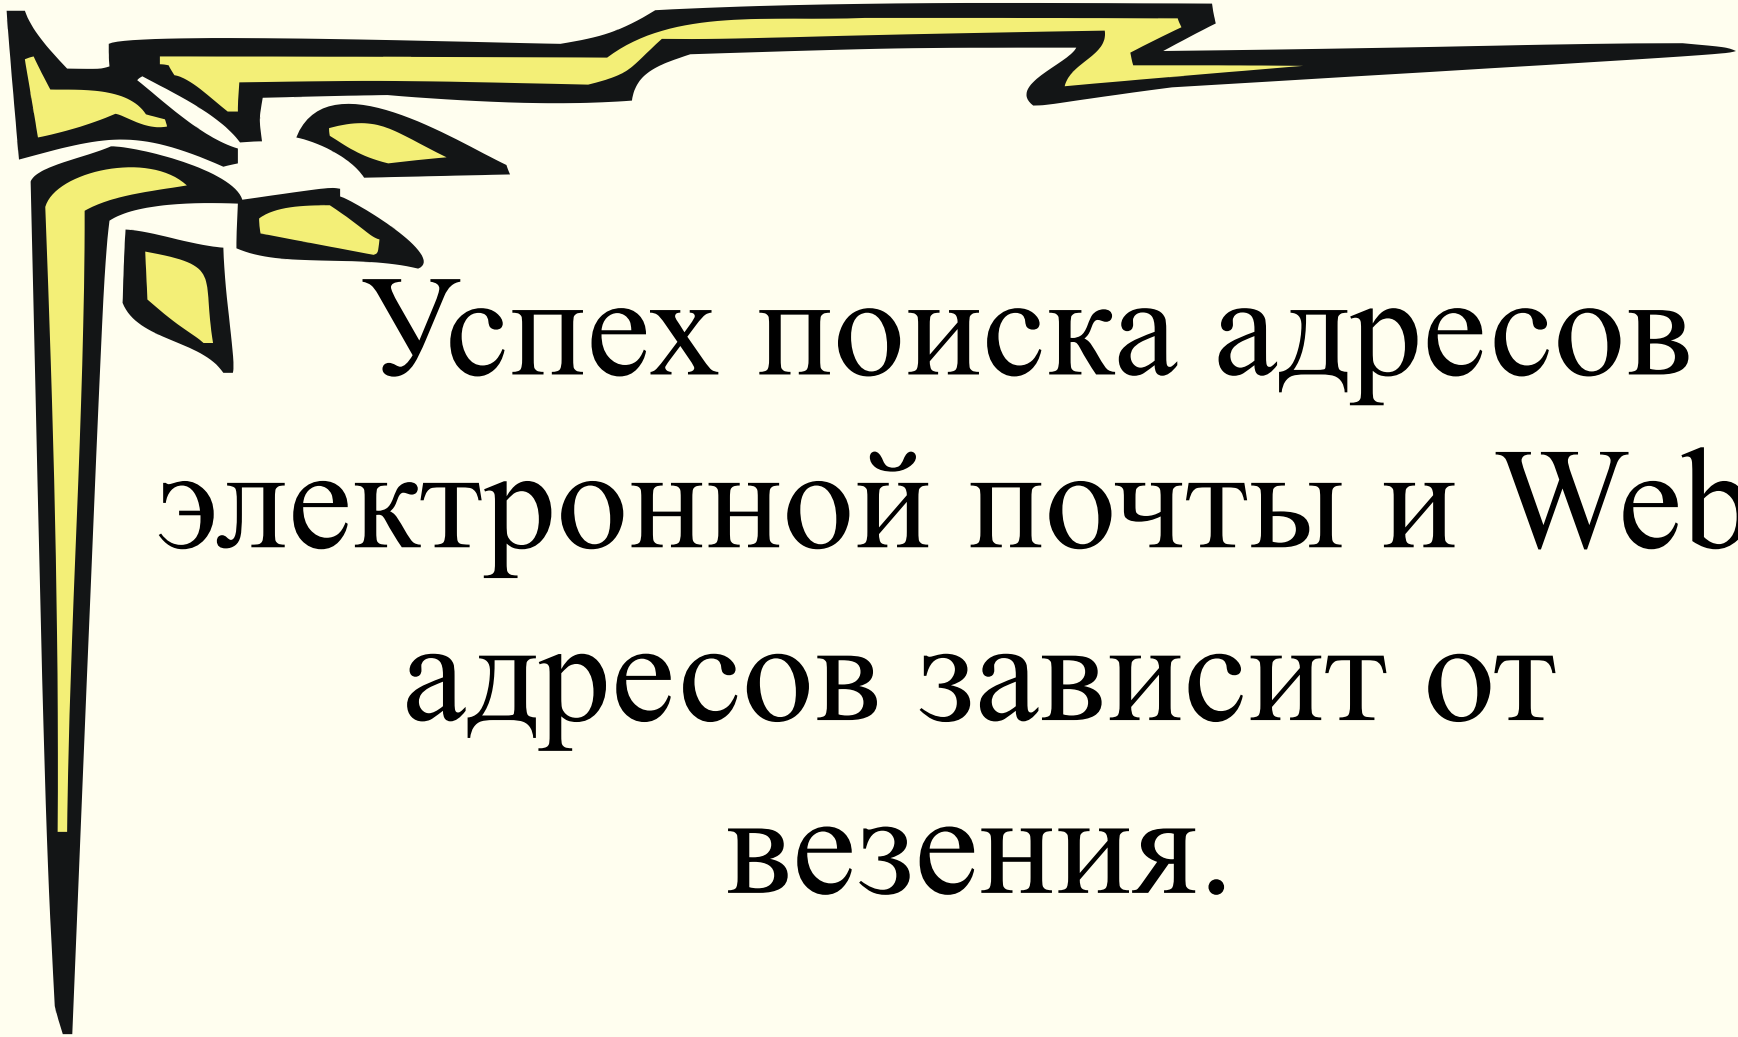 Успех поиска адресов
электронной почты и Web
адресов зависит от
везения.